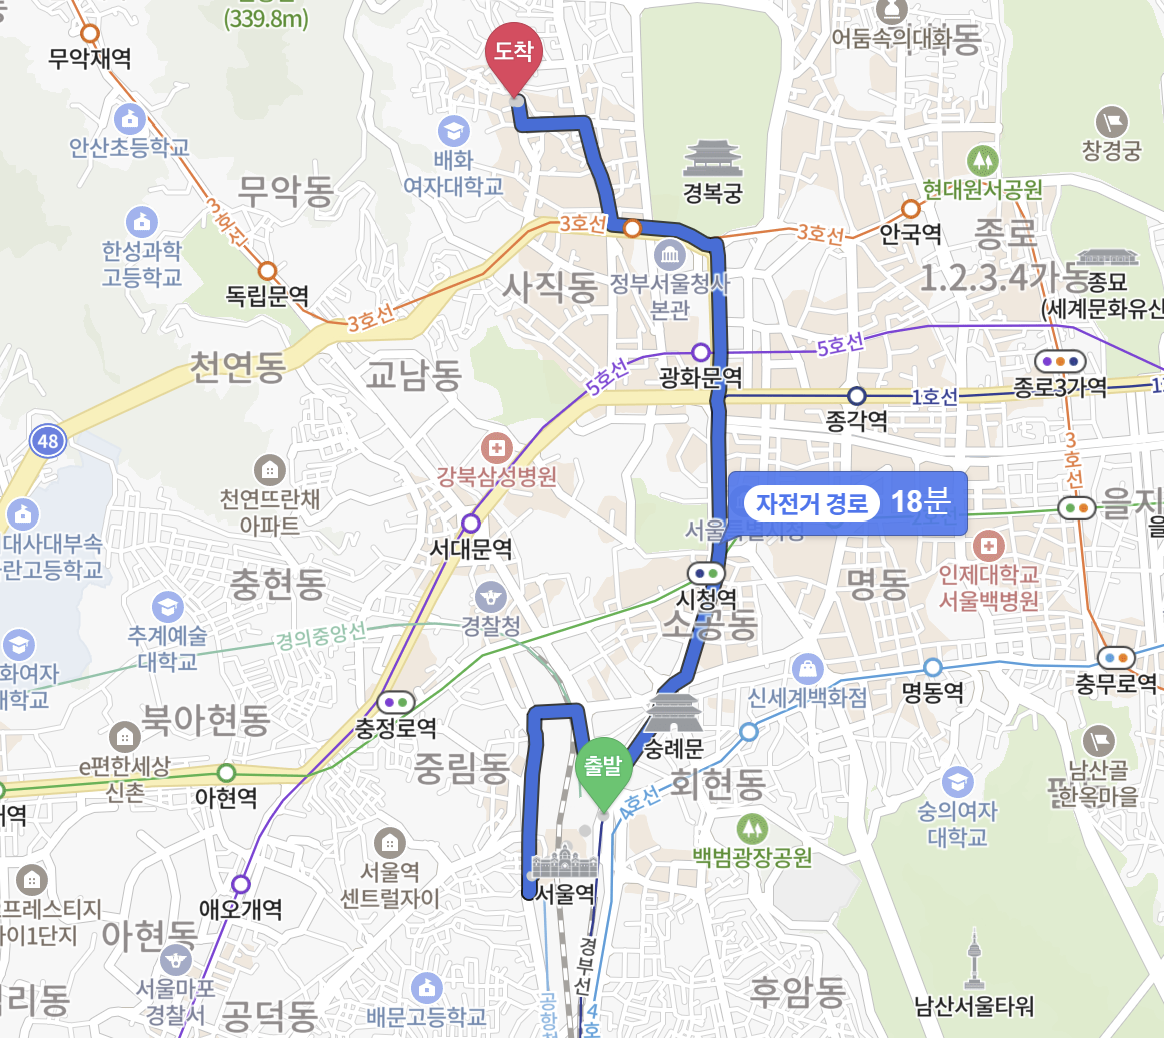 (339.8m)
무악재역
도착
어둠속의대화
안산초등학교
배화
여자대학교
경복궁
창경궁
현대원서공원
무악동
3호선
3호선
3호선
안국역
종로
1.2.3.4가동
한성과학
고등학교
독립문역
사직동
정부서울청사
본관
종묘
(세계문화유산
3호선
5호선
5호선
천연동
교남동
광화문역
종로3가역
1호선
종각역
48
3호선
강북삼성병원
천연뜨란채
아파트
자전거 경로 18분
서울특별시청
서대문역
대사대부속
고등학교
충현동
시청역
명동
인제대학교
서울백병원
경찰청
소공동
추계예술
대학교
경의중앙선
화여자
대학교
신세계백화점
명동역
충무로역
북아현동
충정로역
숭례문
e편한세상
신촌
중림동
출발
회현동
4호선
남산골
한옥마을
아현역
숭의여자
대학교
백범광장공원
서울역
센트럴자이
서울역
애오개역
프레스티지
자이1단지
아현동
경부선
서울마포
경찰서
공덕동
배문고등학교
후암동
남산서울타워